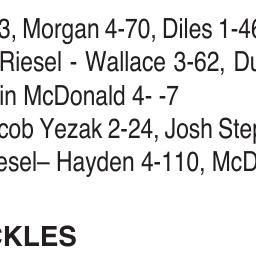 3, Morgan 4-70, Diles 1-46
Riesel - Wallace 3-62, Du
in McDonald 4- -7
cob Yezak 2-24, Josh Step
esel– Hayden 4-110, McD
CKLES